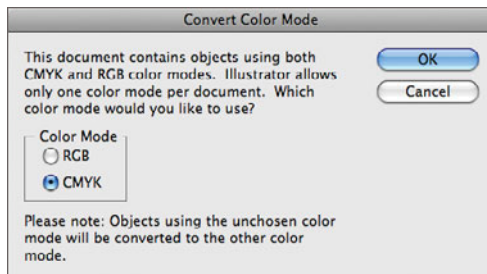 Convert Color Mode
This document contains objects using both
CMYK and RGB color modes. Illustrator allows
only one color mode per document. Which
color mode would you like to use?
OK
Cancel
Color Mode
RGB
CMYK
Please note: Objects using the unchosen color
mode will be converted to the other color
mode.